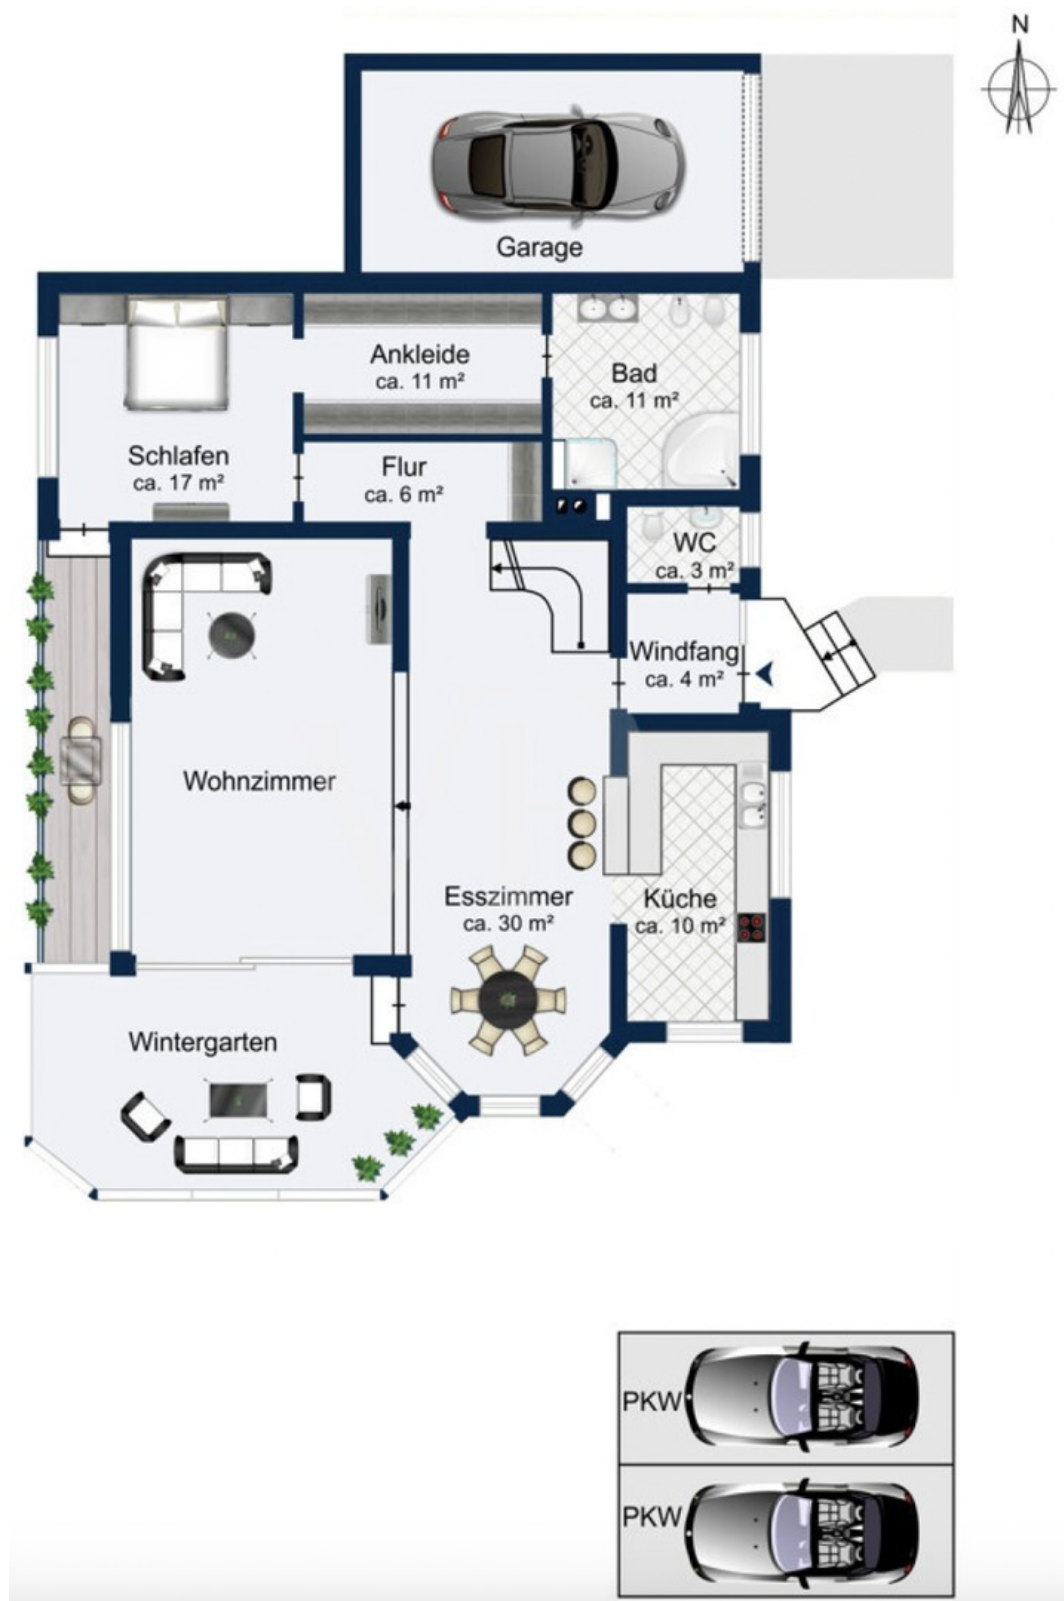 N
Garage
Ankleide
ca. 11 m²
Bad
ca. 11 m²
Schlafen
ca. 17 m²
Flur
ca. 6 m²
WC
ca. 3 m²
Windfang
ca. 4 m²
Wohnzimmer
Esszimmer
ca. 30 m²
Küche
ca. 10 m²
Wintergarten
PKW
PKW